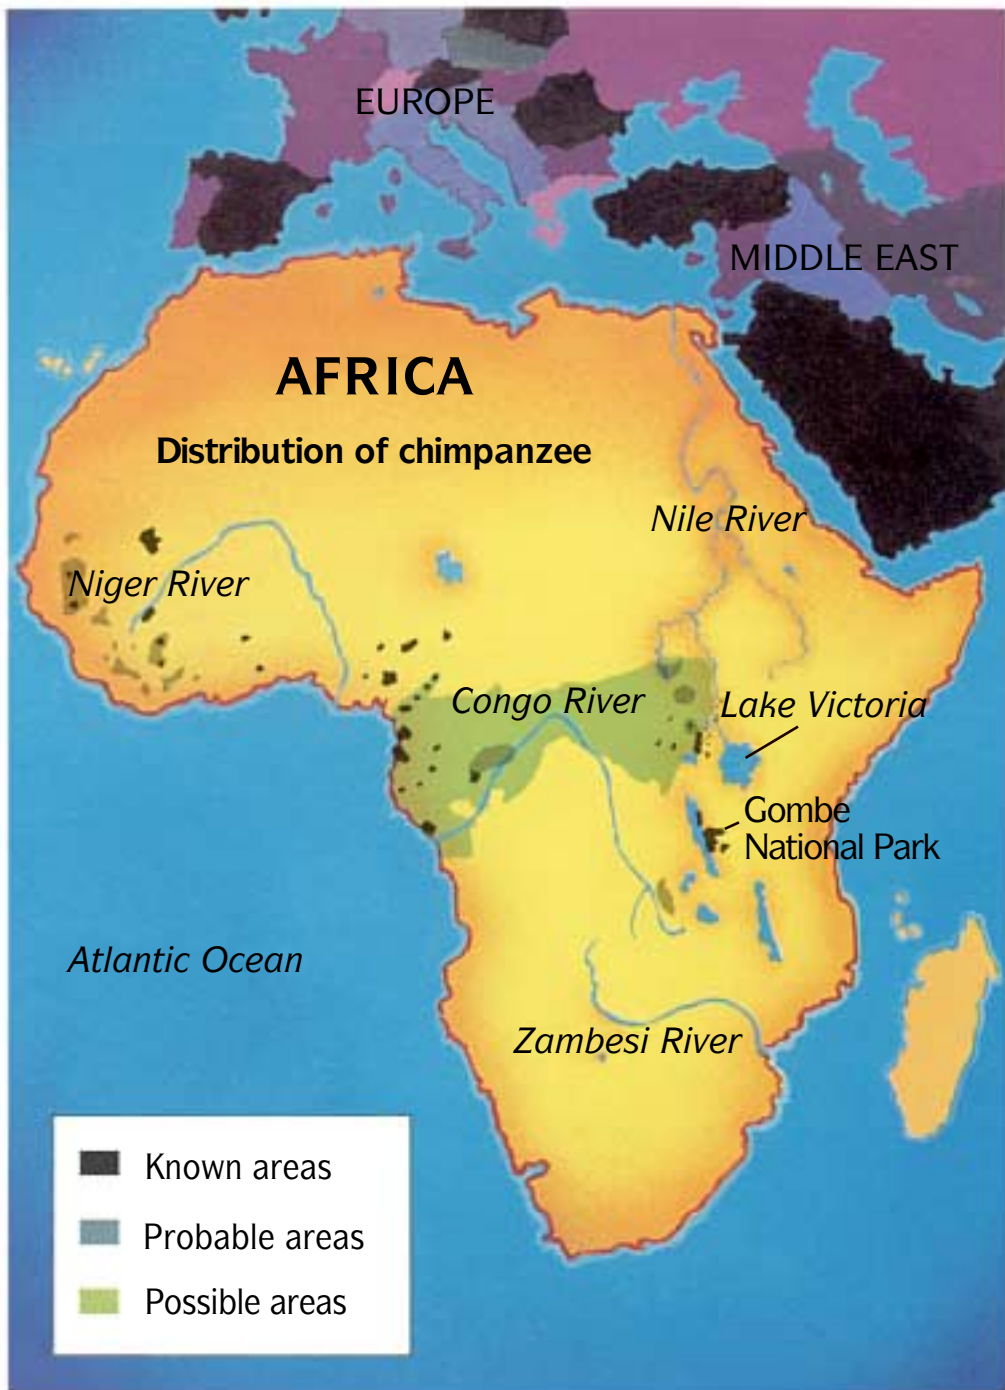 EUROPE
MIDDLE EAST
AFRICA
Distribution of chimpanzee
Nile River
Niger River
Congo River
Lake Victoria
Gombe
National Park
Atlantic Ocean
Zambesi River
Known areas
Probable areas
Possible areas